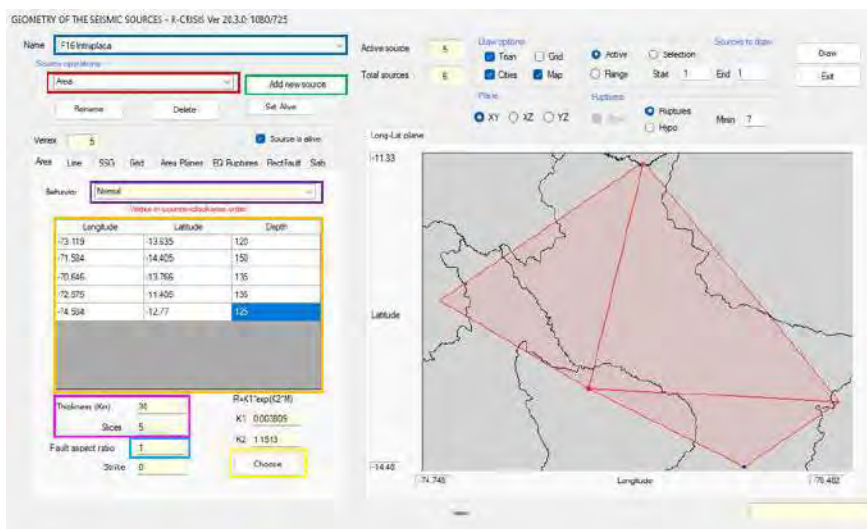 GEOMETRY OF THE SEISMIC SOURCES - R-CRISIS Ver 20.3.0: 1080/725
Name F16 Intraplaca
Source operations
Area
Add new source
Rename Delete Set Alive
Vertex 5 Source is alive
Area Line SSG Grid Area Planes EQ Ruptures RectFault Slab
Behavior Normal
Vertex in counter-clockwise order
Longitude Latitude Depth
-73.119 -13.835 120
-71.584 -14.405 150
-70.646 -13.766 135
-72.575 -11.405 135
-74.584 -12.77 125
Thickness (Km) 30
Slices 5
Fault aspect ratio 1
Strike 0
R=K1*exp(K2*M)
K1 0.003805
K2 1.1513
Choose
Active source 5
Total sources 6
Draw options
Trian Grid
Cities Map
Active Selection
Range Start 1 End 1
Sources to draw
Draw
Exit
Plane
XY XZ YZ
Ruptures
Ruptures
Hypo
Mmin 7
Long-Lat plane
-11.33
Latitude
-14.48
-74.745
Longitude
-70.482